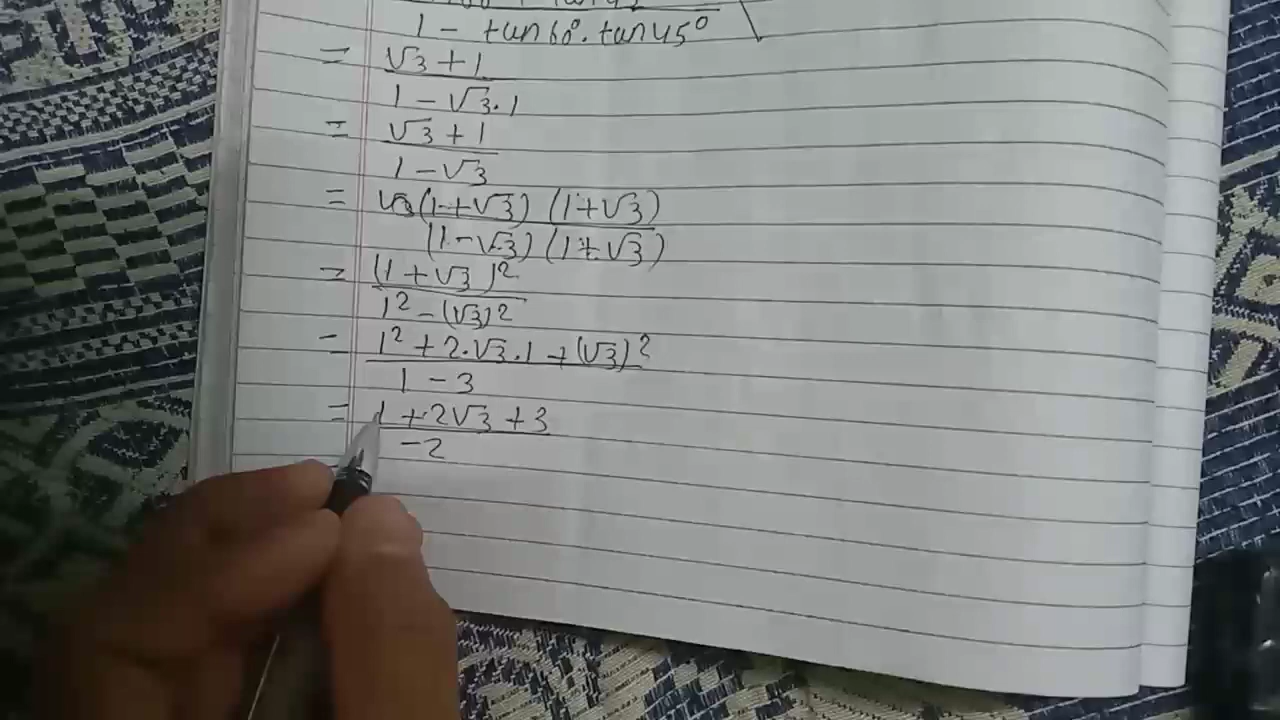 1 - tan60°.tan45°
= √3 + 1
1 - √3.1
= √3 + 1
1 - √3
= (1+√3) (1+√3)
(1-√3) (1+√3)
= (1+√3)²
1² - (√3)²
= 1² + 2.√3.1 + (√3)²
1 - 3
= 1 + 2√3 + 3
-2